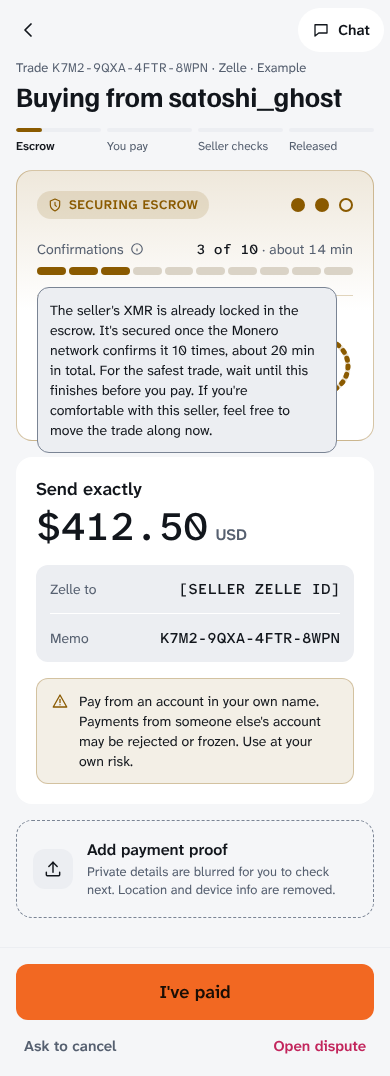 Chat
Trade K7M2-9QXA-4FTR-8WPN · Zelle · Example
Buying from satoshi_ghost
Escrow
You pay
Seller checks
Released
SECURING ESCROW
Confirmations
3 of 10 · about 14 min
The seller's XMR is already locked in the
escrow. It's secured once the Monero
network confirms it 10 times, about 20 min
in total. For the safest trade, wait until this
finishes before you pay. If you're
comfortable with this seller, feel free to
move the trade along now.
Send exactly
$412.50 USD
Zelle to
[SELLER ZELLE ID]
Memo
K7M2-9QXA-4FTR-8WPN
Pay from an account in your own name.
Payments from someone else's account
may be rejected or frozen. Use at your
own risk.
Add payment proof
Private details are blurred for you to check
next. Location and device info are removed.
I've paid
Ask to cancel
Open dispute